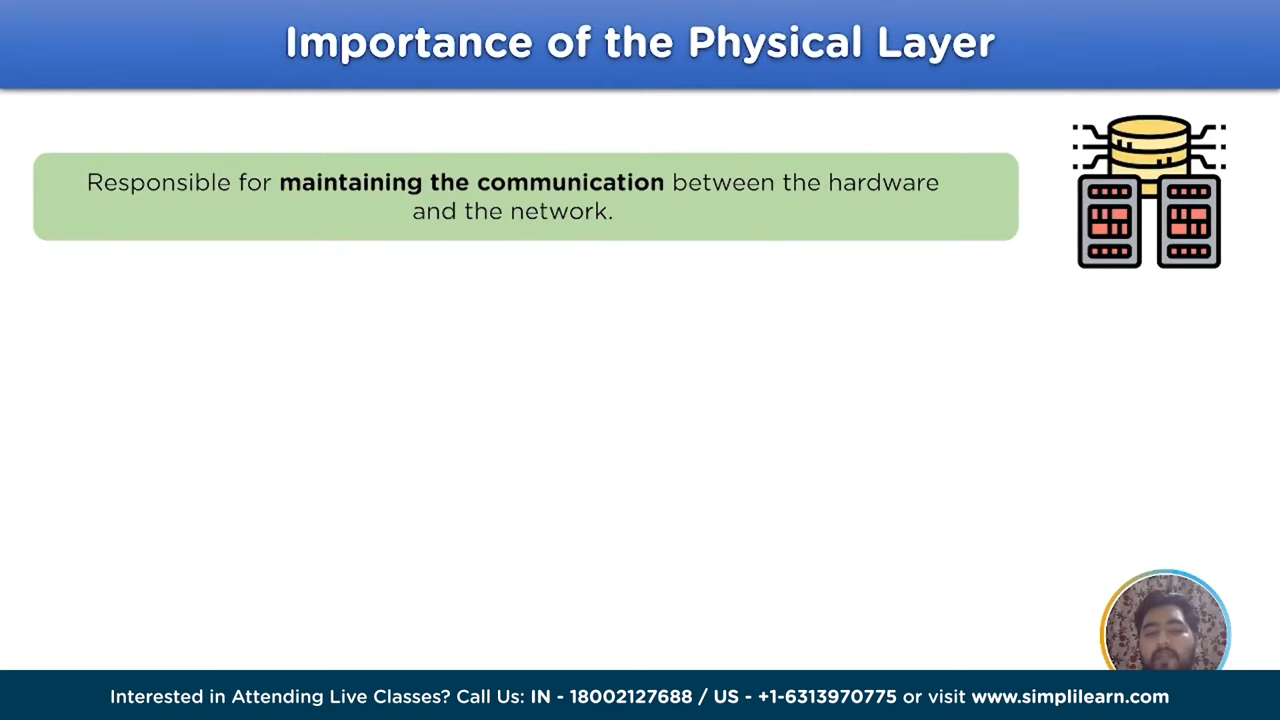 Importance of the Physical Layer
Responsible for maintaining the communication between the hardware
and the network.
Interested in Attending Live Classes? Call Us: IN - 18002127688 / US - +1-6313970775 or visit www.simplilearn.com